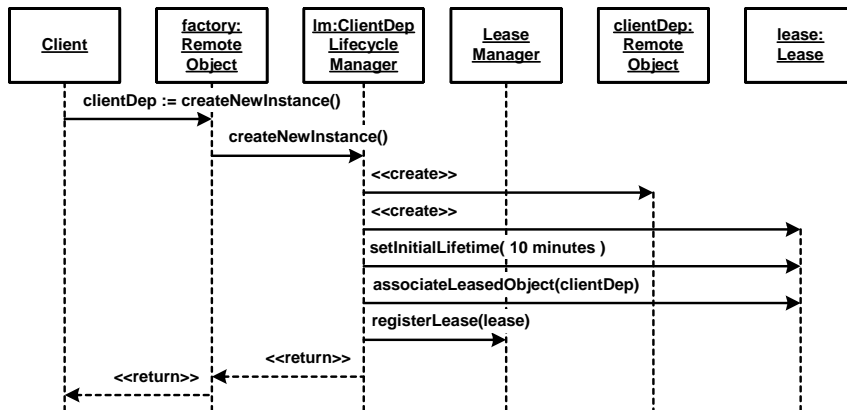 Client
factory:
Remote
Object
lm:ClientDep
Lifecycle
Manager
Lease
Manager
clientDep:
Remote
Object
lease:
Lease
clientDep := createNewInstance()
createNewInstance()
<<create>>
<<create>>
setInitialLifetime( 10 minutes )
associateLeasedObject(clientDep)
registerLease(lease)
<<return>>
<<return>>